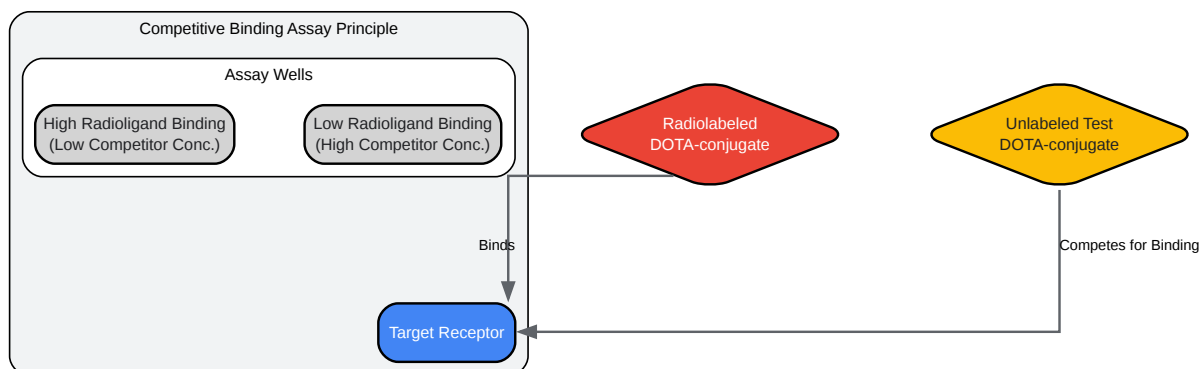 Competitive Binding Assay Principle
Assay Wells
High Radioligand Binding
(Low Competitor Conc.)
Low Radioligand Binding
(High Competitor Conc.)
Radiolabeled
DOTA-conjugate
Unlabeled Test
DOTA-conjugate
Binds
Competes for Binding
Target Receptor